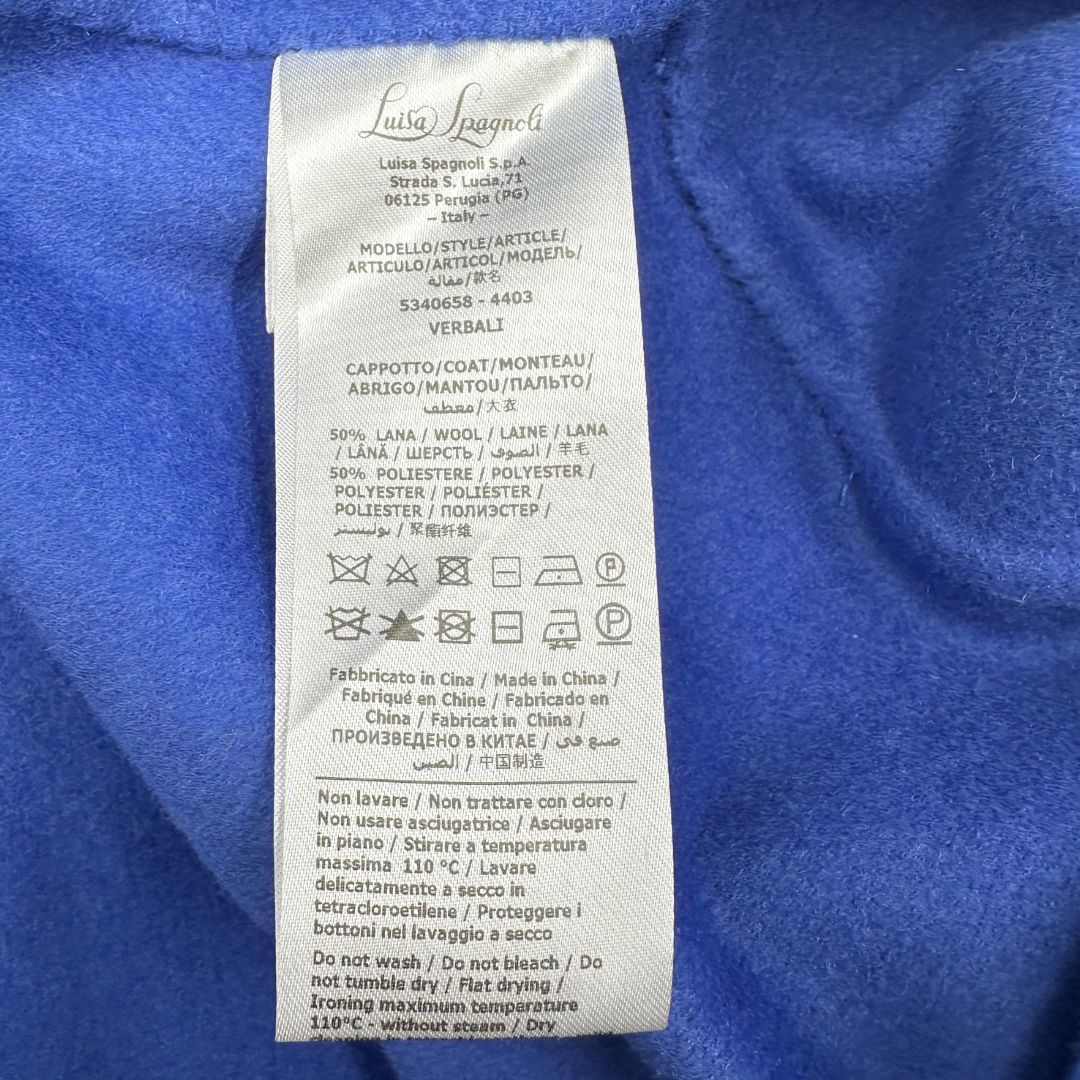 Luisa Spagnoli
Luisa Spagnoli S.p.A.
Strada S. Lucia,71
06125 Perugia (PG)
– Italy –
MODELLO/STYLE/ARTICLE/
ARTICULO/ARTICOL/МОДЕЛЬ/
مقالة/款名
5340658 - 4403
VERBALI
CAPPOTTO/COAT/MONTEAU/
ABRIGO/MANTOU/ПАЛЬТО/
معطف/大衣
50% LANA / WOOL / LAINE / LANA
/ LÂNĂ / ШЕРСТЬ / الصوف / 羊毛
50% POLIESTERE / POLYESTER /
POLYESTER / POLIÉSTER /
POLIESTER / ПОЛИЭСТЕР /
بوليستر / 聚酯纤维
P
P
Fabbricato in Cina / Made in China /
Fabriqué en Chine / Fabricado en
China / Fabricat in China /
ПРОИЗВЕДЕНО В КИТАЕ / صنع في
الصين / 中国制造
Non lavare / Non trattare con cloro /
Non usare asciugatrice / Asciugare
in piano / Stirare a temperatura
massima 110 °C / Lavare
delicatamente a secco in
tetracloroetilene / Proteggere i
bottoni nel lavaggio a secco
Do not wash / Do not bleach / Do
not tumble dry / Flat drying /
Ironing maximum temperature
110°C - without steam / Dry